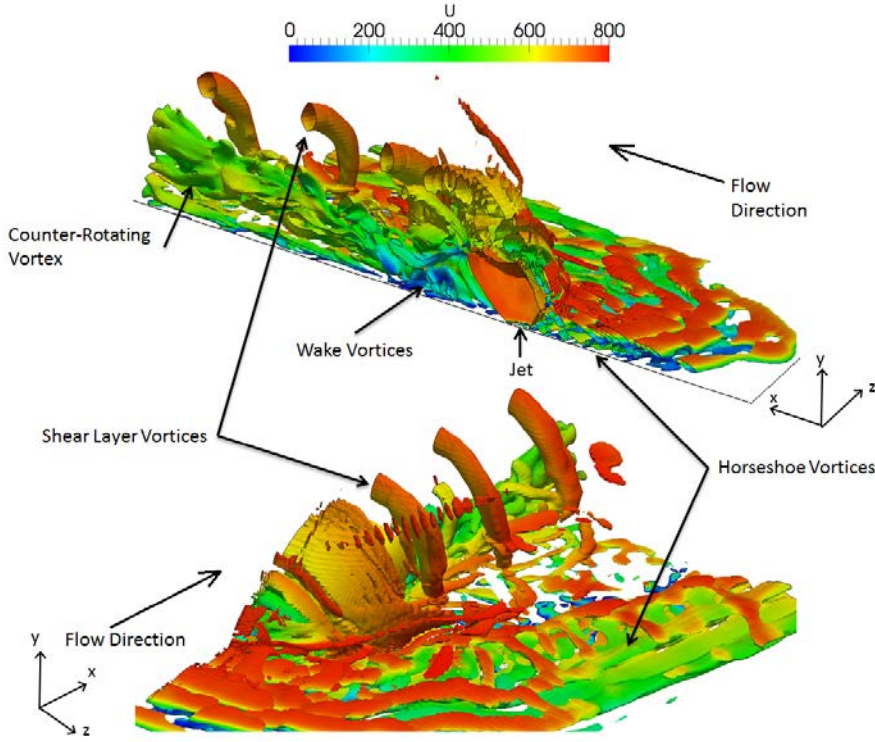 U
0 200 400 600 800
Flow
Direction
Counter-Rotating
Vortex
Wake Vortices
Jet
y
z
x
Shear Layer Vortices
Horseshoe Vortices
Flow Direction
y
x
z